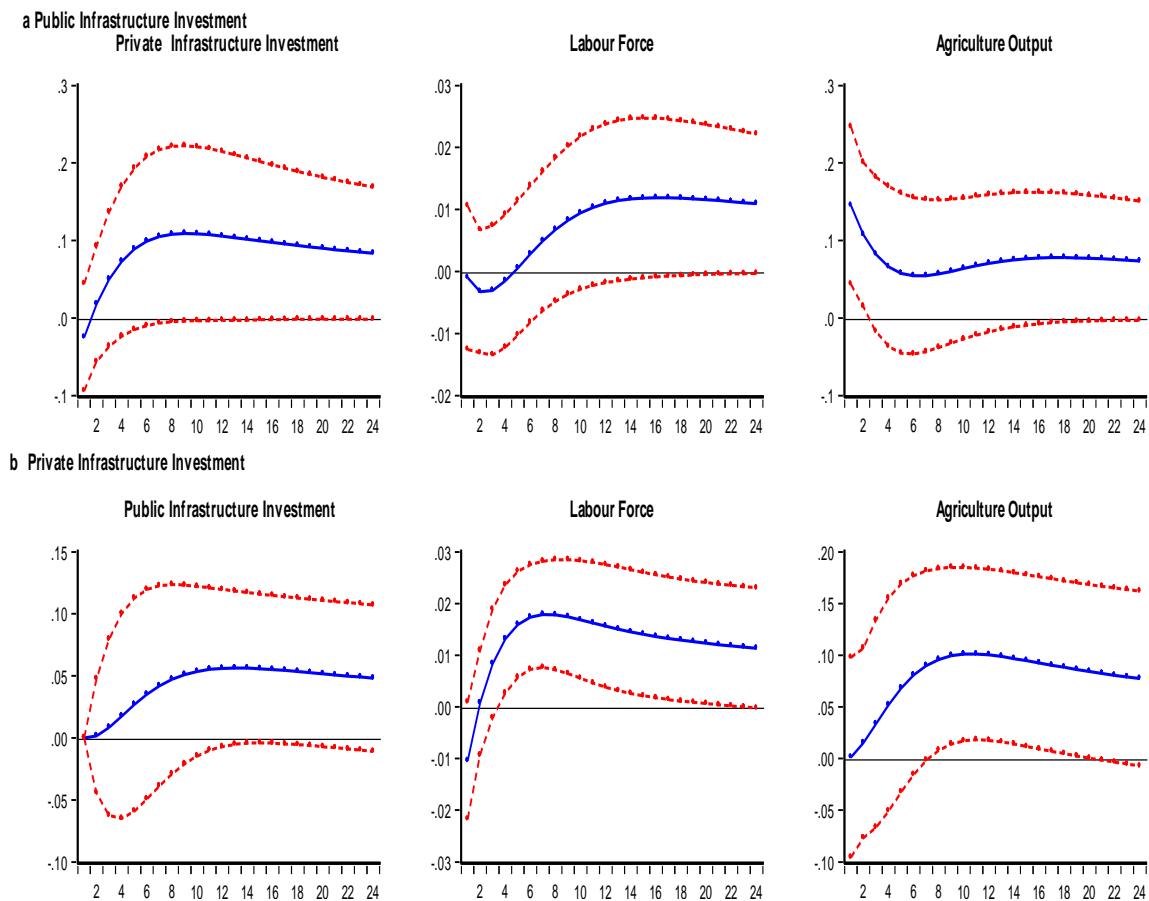 a Public Infrastructure Investment
Private Infrastructure Investment
Labour Force
Agriculture Output
.3
.2
.1
.0
-.1
2 4 6 8 10 12 14 16 18 20 22 24
.03
.02
.01
.00
-.01
-.02
2 4 6 8 10 12 14 16 18 20 22 24
.3
.2
.1
.0
-.1
2 4 6 8 10 12 14 16 18 20 22 24
b Private Infrastructure Investment
Public Infrastructure Investment
Labour Force
Agriculture Output
.15
.10
.05
.00
-.05
-.10
2 4 6 8 10 12 14 16 18 20 22 24
.03
.02
.01
.00
-.01
-.02
-.03
2 4 6 8 10 12 14 16 18 20 22 24
.20
.15
.10
.05
.00
-.05
-.10
2 4 6 8 10 12 14 16 18 20 22 24